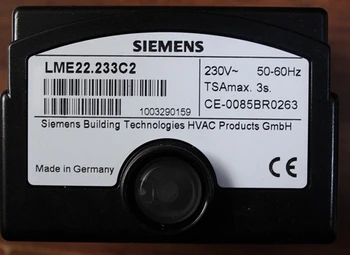 SIEMENS
LME22.233C2
230V~ 50-60Hz
TSAmax. 3s.
1003290159
CE-0085BR0263
Siemens Building Technologies HVAC Products GmbH
Made in Germany
CE